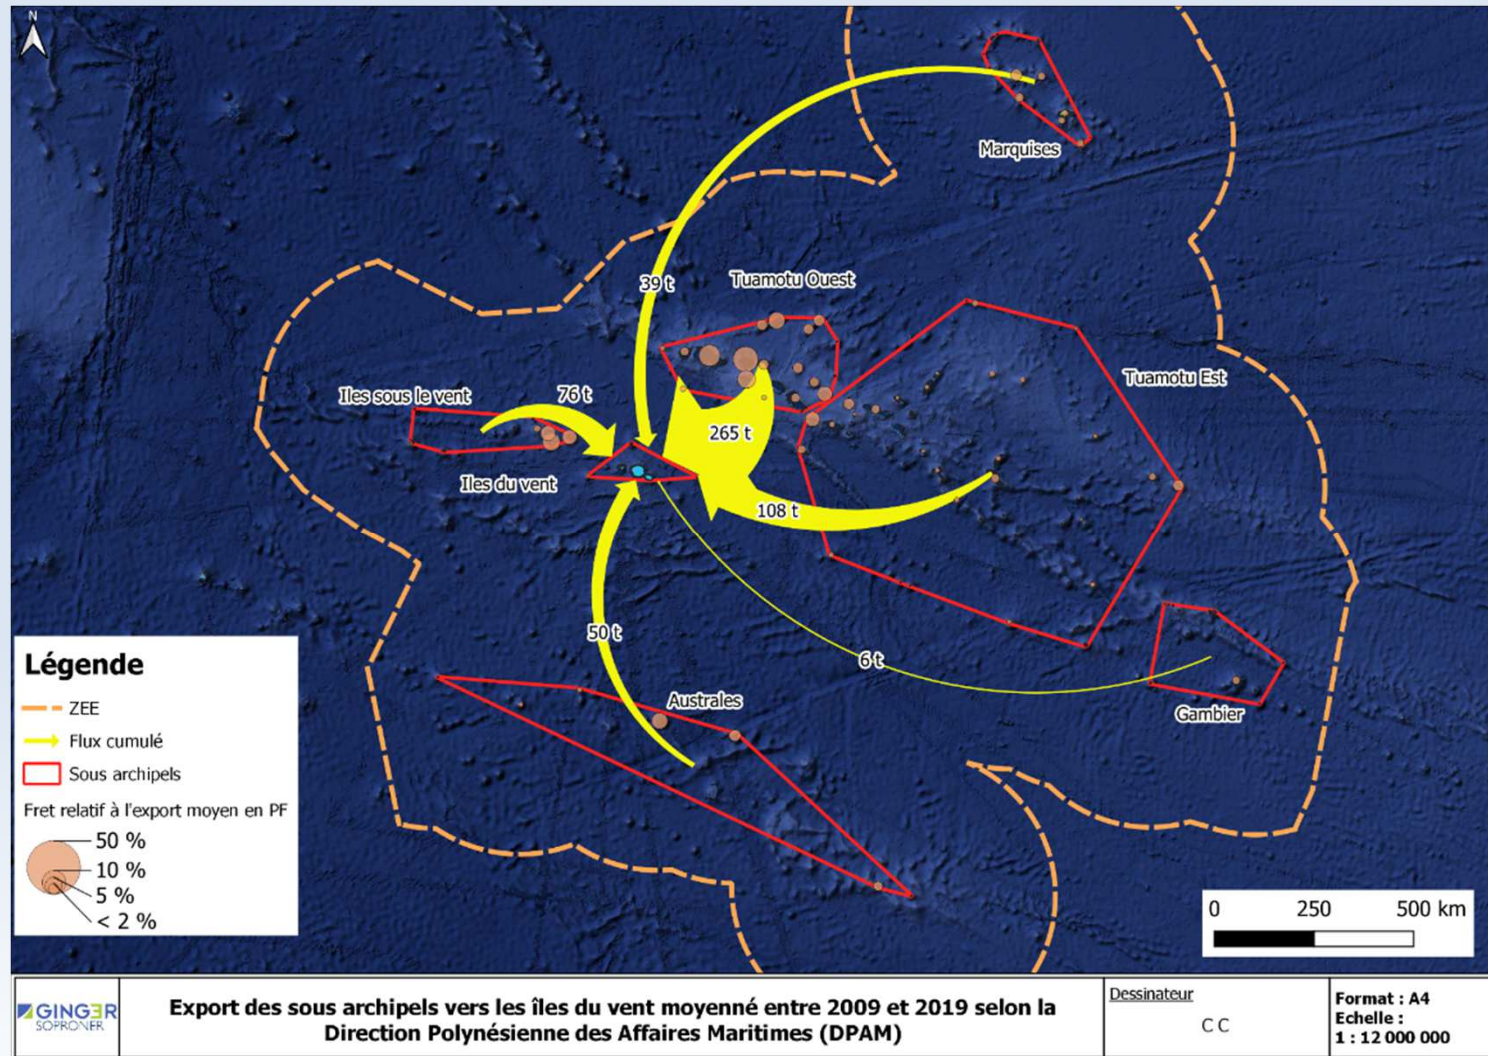 N
Marquises
39 t
Tuamotu Ouest
Tuamotu Est
Iles sous le vent
76 t
265 t
Iles du vent
108 t
50 t
6 t
Australes
Gambier
Légende
ZEE
Flux cumulé
Sous archipels
Fret relatif à l'export moyen en PF
50 %
10 %
5 %
< 2 %
0 250 500 km
GINGER
SOPRONER
Export des sous archipels vers les îles du vent moyenné entre 2009 et 2019 selon la
Direction Polynésienne des Affaires Maritimes (DPAM)
Dessinateur
C C
Format : A4
Echelle :
1 : 12 000 000